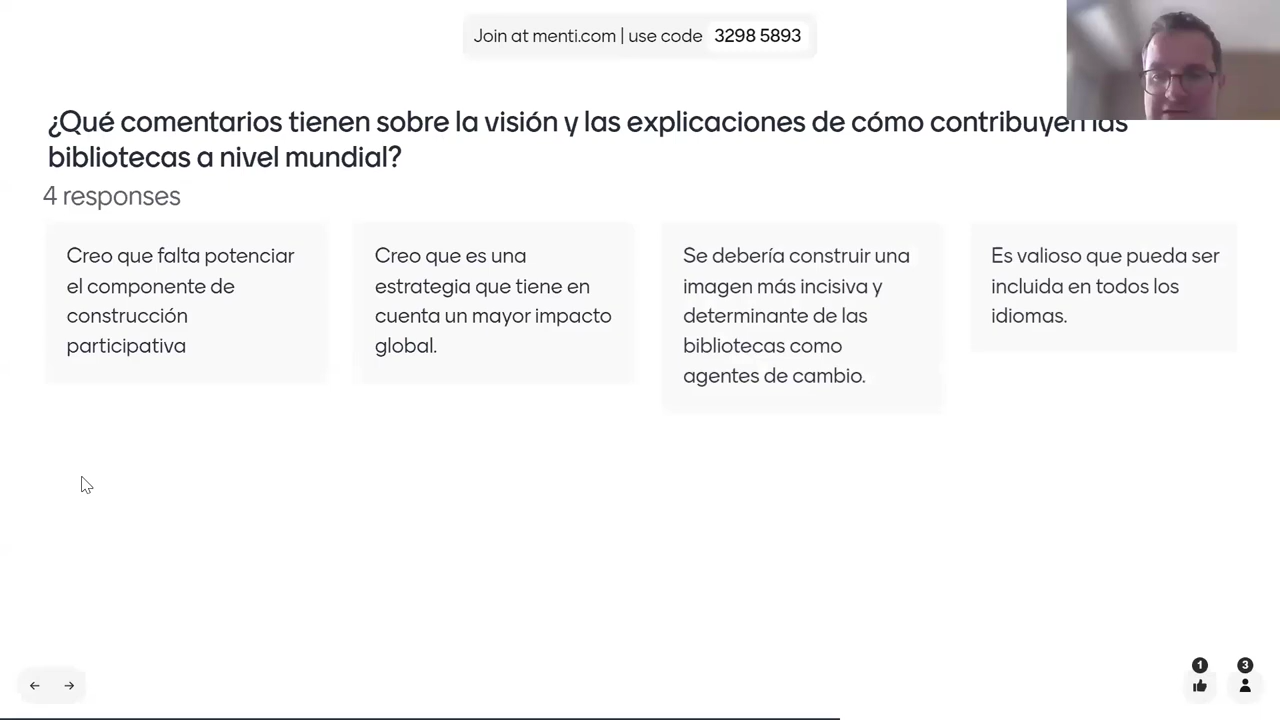 Join at menti.com | use code 3298 5893
¿Qué comentarios tienen sobre la visión y las explicaciones de cómo contribuyen las
bibliotecas a nivel mundial?
4 responses
Creo que falta potenciar
el componente de
construcción
participativa
Creo que es una
estrategia que tiene en
cuenta un mayor impacto
global.
Se debería construir una
imagen más incisiva y
determinante de las
bibliotecas como
agentes de cambio.
Es valioso que pueda ser
incluida en todos los
idiomas.
1
3